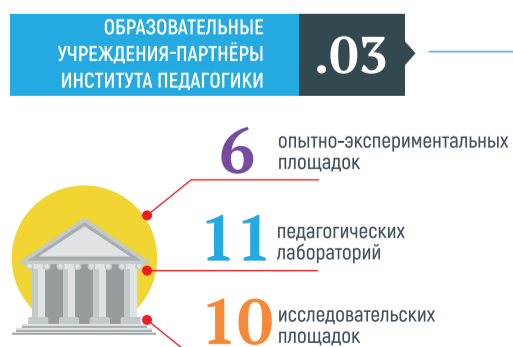 ОБРАЗОВАТЕЛЬНЫЕ
УЧРЕЖДЕНИЯ-ПАРТНЁРЫ
ИНСТИТУТА ПЕДАГОГИКИ
.03
6 опытно-экспериментальных
площадок
11 педагогических
лабораторий
10 исследовательских
площадок